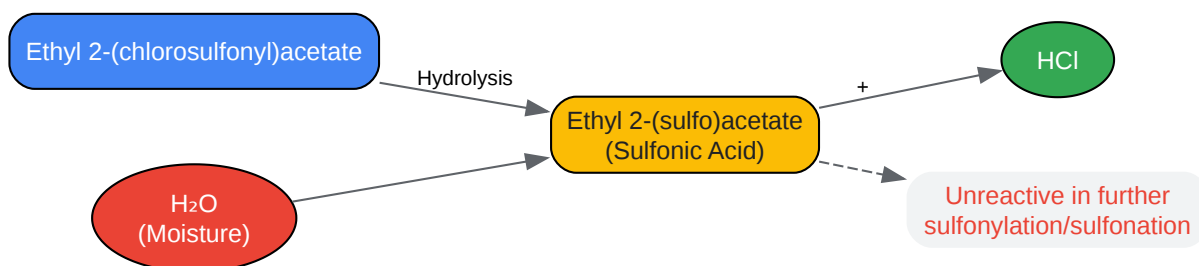 Ethyl 2-(chlorosulfonyl)acetate
Hydrolysis
H₂O
(Moisture)
Ethyl 2-(sulfo)acetate
(Sulfonic Acid)
+
HCl
Unreactive in further
sulfonylation/sulfonation